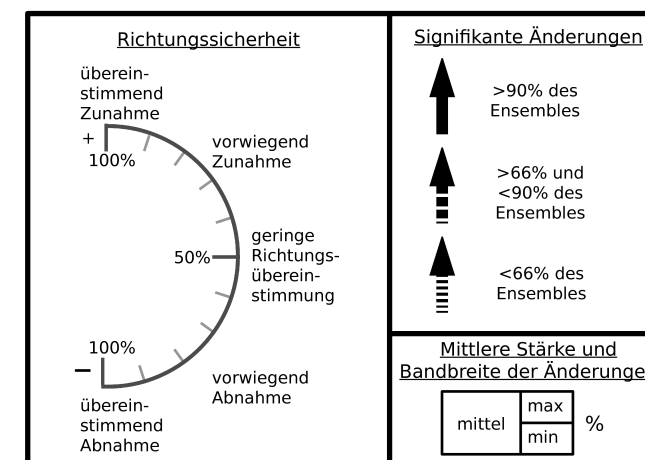 Richtungssicherheit
überein-
stimmend
Zunahme
+
100%
vorwiegend
Zunahme
50%
geringe
Richtungs-
überein-
stimmung
100%
−
vorwiegend
Abnahme
überein-
stimmend
Abnahme
Signifikante Änderungen
>90% des
Ensembles
>66% und
<90% des
Ensembles
<66% des
Ensembles
Mittlere Stärke und
Bandbreite der Änderunge
mittel
max
min
%